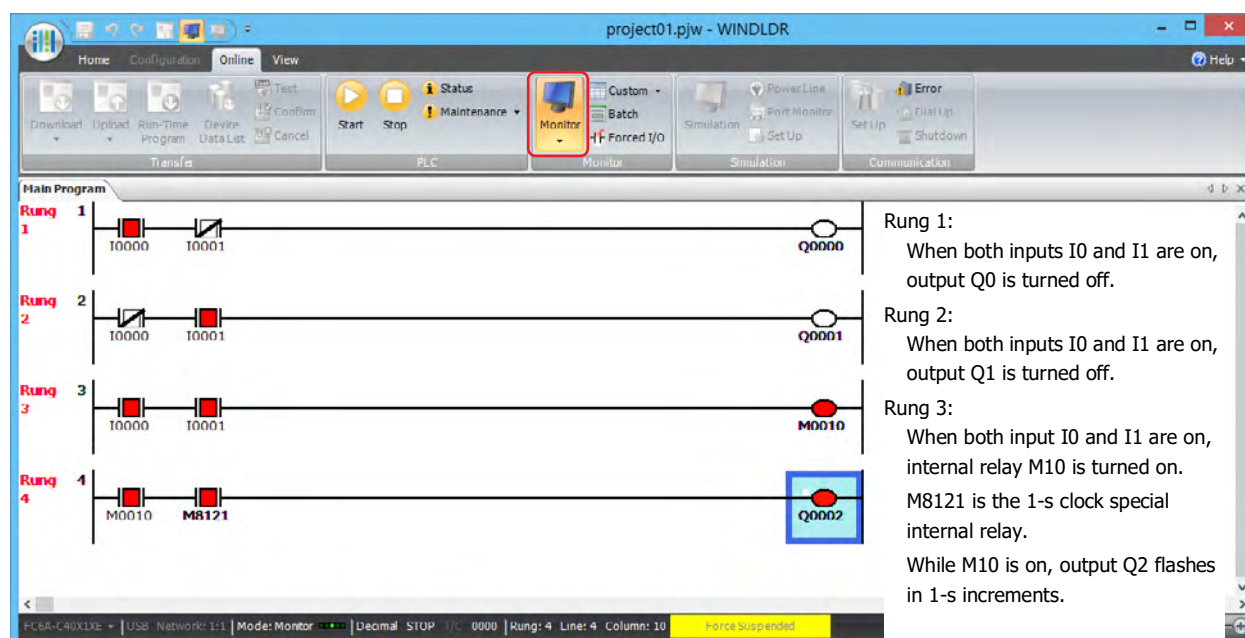 project01.pjw - WINDLDR
Home Configuration Online View
Help
Download
Upload
Run-Time Program
Device Data List
Test
Confirm
Cancel
Transfer
Start
Stop
Status
Maintenance
PLC
Monitor
Custom
Batch
Forced I/O
Monitor
Simulation
Power Line
Port Monitor
Set Up
Simulation
Set Up
Error
Dial Up
Shutdown
Communication
Main Program
Rung 1
1
I0000 I0001 Q0000
Rung 2
2
I0000 I0001 Q0001
Rung 3
3
I0000 I0001 M0010
Rung 4
4
M0010 M8121 Q0002
Rung 1:
When both inputs I0 and I1 are on,
output Q0 is turned off.
Rung 2:
When both inputs I0 and I1 are on,
output Q1 is turned off.
Rung 3:
When both input I0 and I1 are on,
internal relay M10 is turned on.
M8121 is the 1-s clock special
internal relay.
While M10 is on, output Q2 flashes
in 1-s increments.
FC6A-C40X1XE USB Network: 1:1 Mode: Monitor Decimal STOP T/C 0000 Rung: 4 Line: 4 Column: 10 Force Suspended